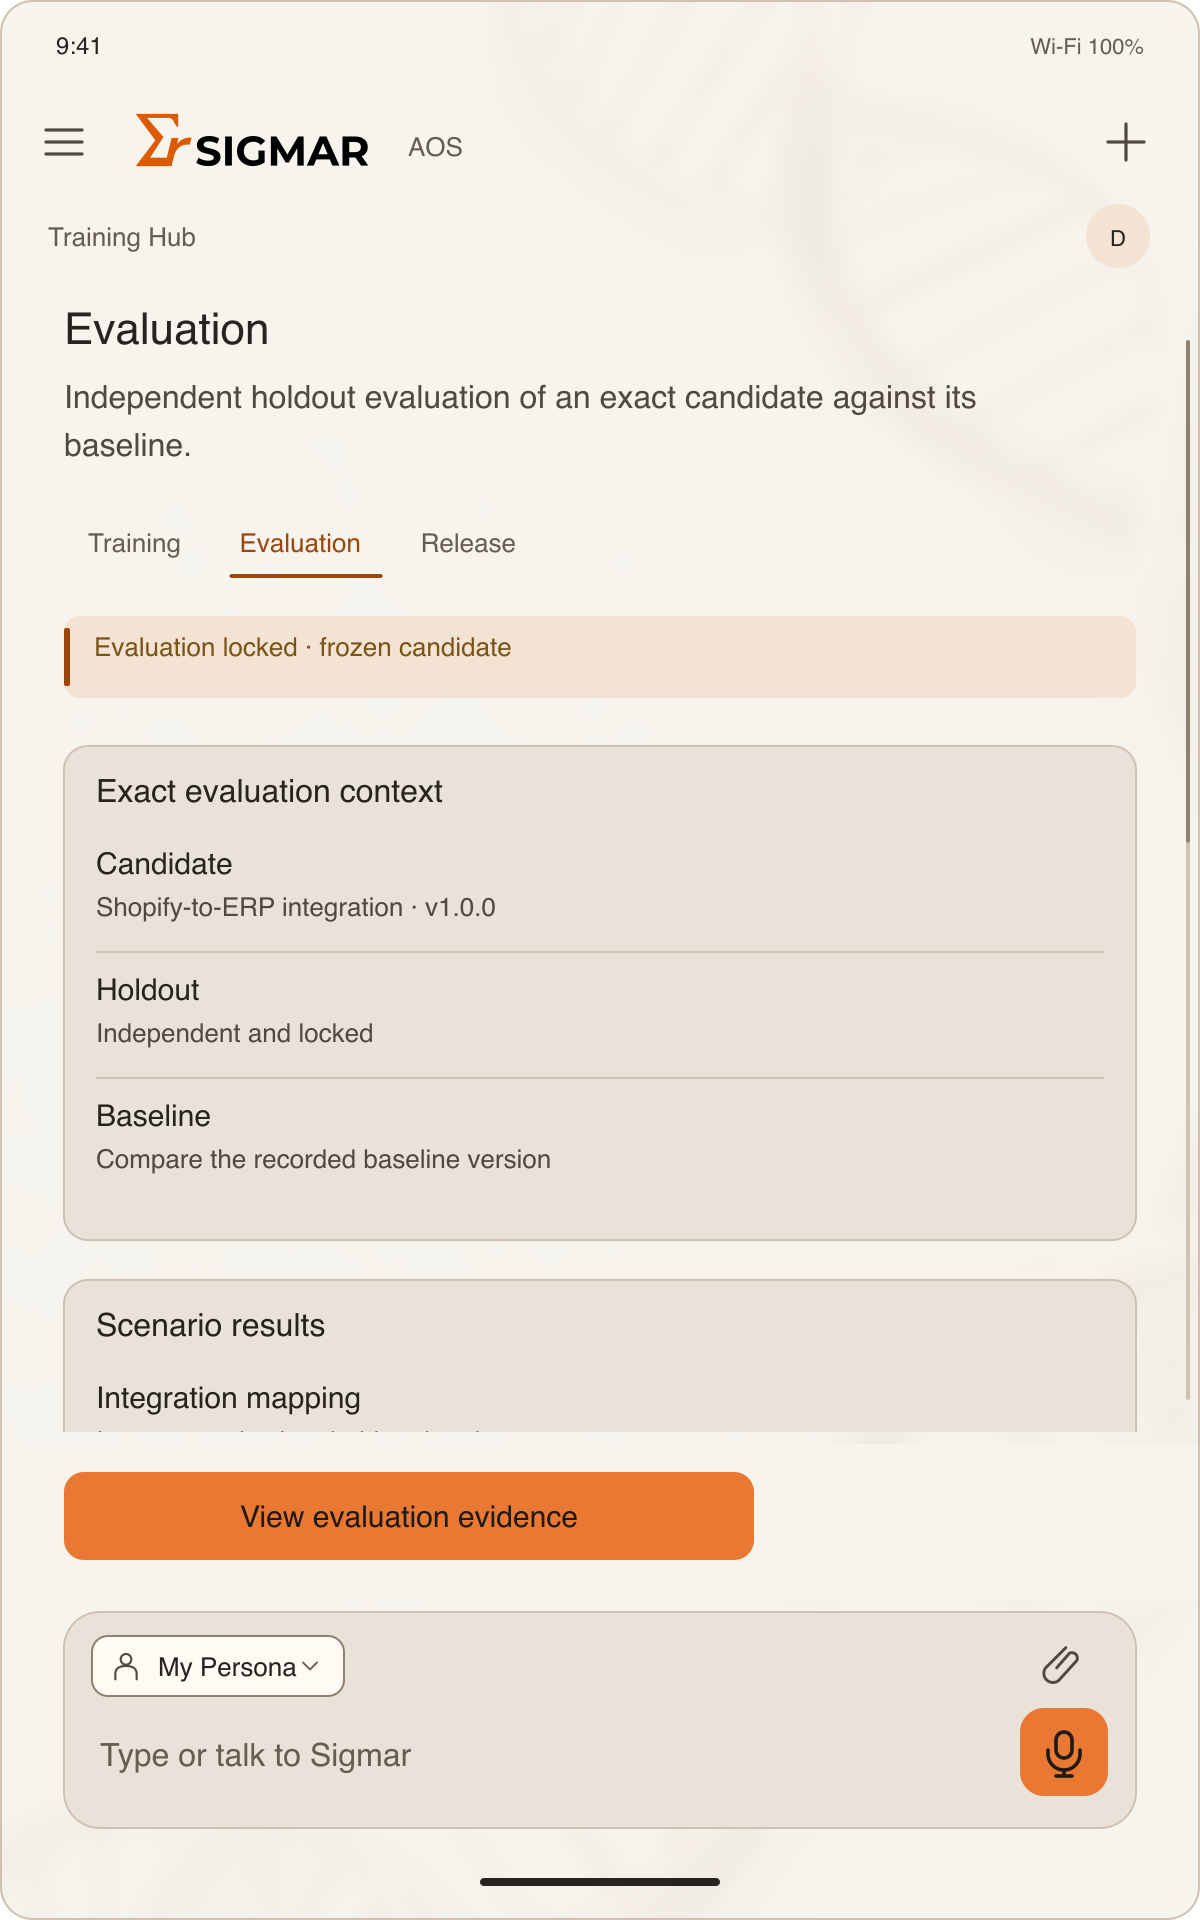 9:41
Wi-Fi 100%
Σr SIGMAR AOS
Training Hub
D
Evaluation
Independent holdout evaluation of an exact candidate against its
baseline.
Training Evaluation Release
Evaluation locked · frozen candidate
Exact evaluation context
Candidate
Shopify-to-ERP integration · v1.0.0
Holdout
Independent and locked
Baseline
Compare the recorded baseline version
Scenario results
Integration mapping
View evaluation evidence
My Persona
Type or talk to Sigmar